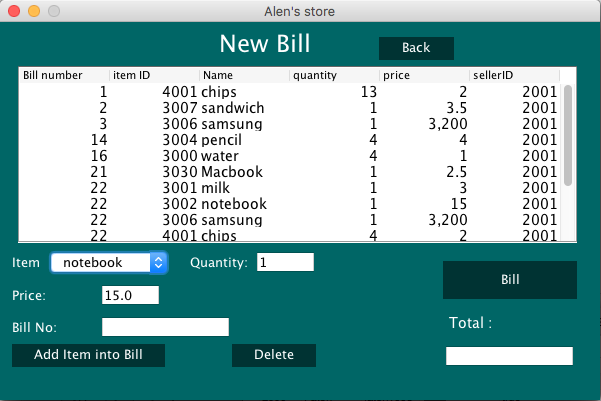 Alen's store
New Bill
Back
Bill number item ID Name quantity price sellerID
1 4001 chips 13 2 2001
2 3007 sandwich 1 3.5 2001
3 3006 samsung 1 3,200 2001
14 3004 pencil 4 4 2001
16 3000 water 4 1 2001
21 3030 Macbook 1 2.5 2001
22 3001 milk 1 3 2001
22 3002 notebook 1 15 2001
22 3006 samsung 1 3,200 2001
22 4001 chips 4 2 2001
Item notebook Quantity: 1
Bill
Price: 15.0
Bill No:
Total :
Add Item into Bill Delete